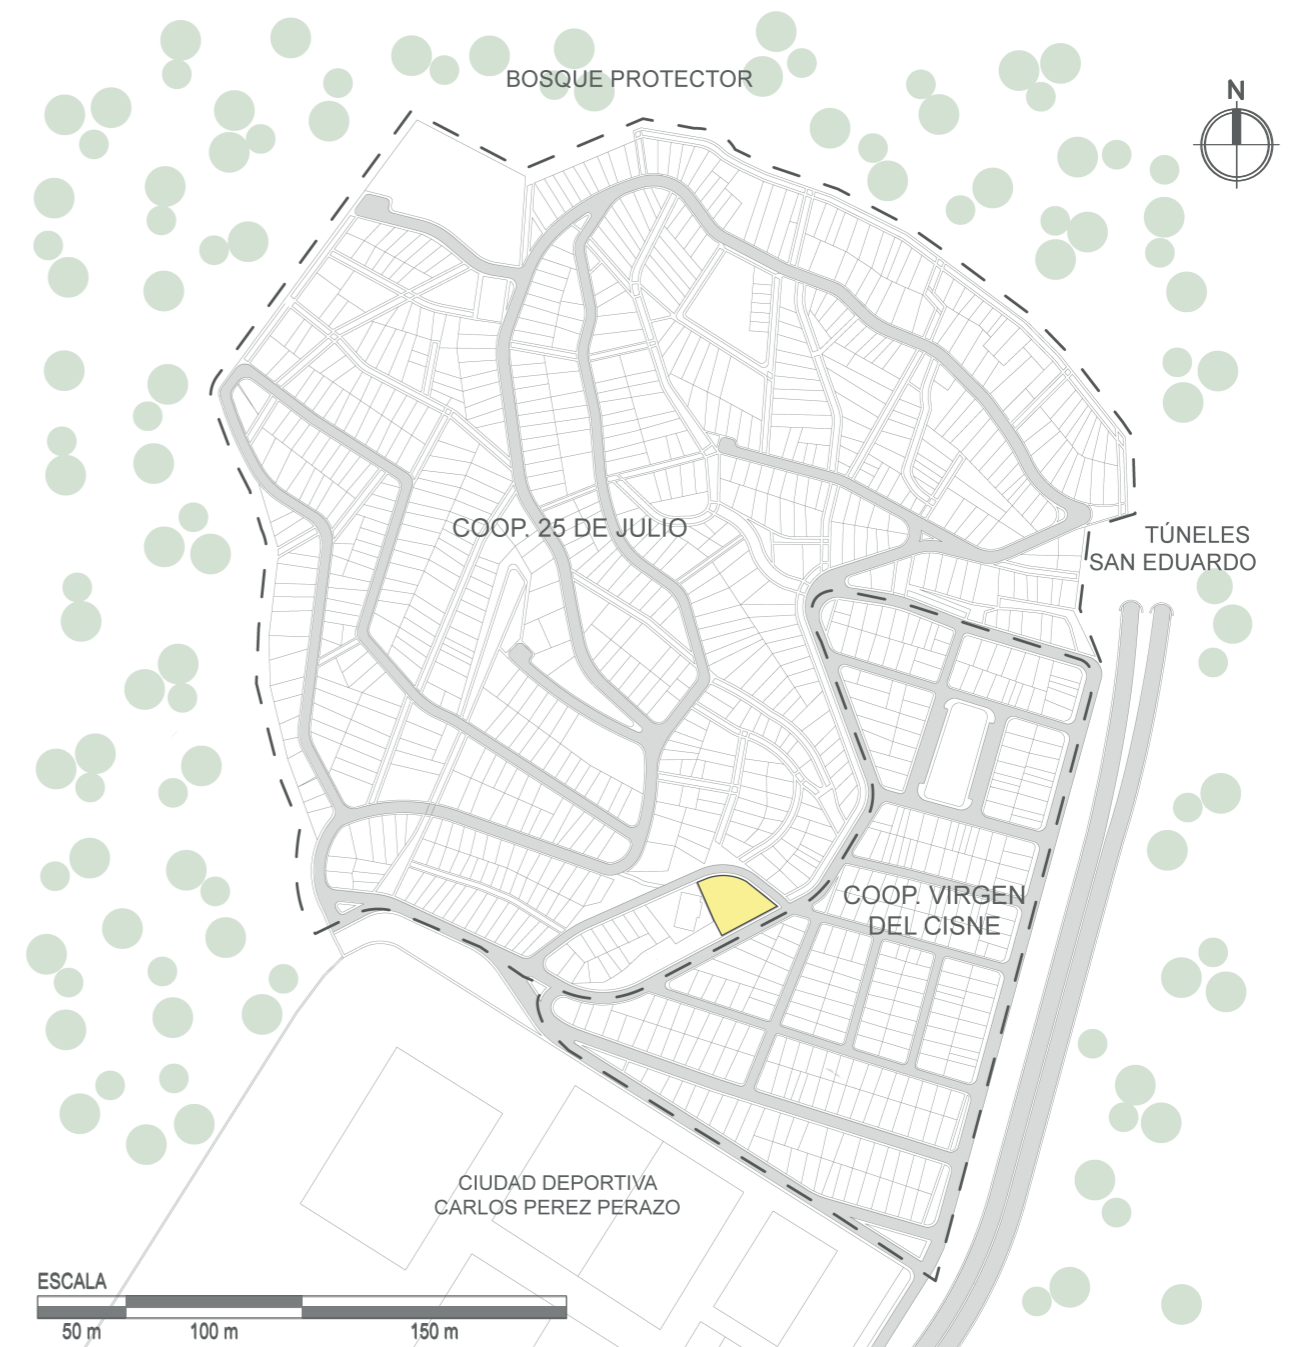 BOSQUE PROTECTOR
N
COOP. 25 DE JULIO
TÚNELES
SAN EDUARDO
COOP. VIRGEN
DEL CISNE
CIUDAD DEPORTIVA
CARLOS PEREZ PERAZO
ESCALA
50 m 100 m 150 m